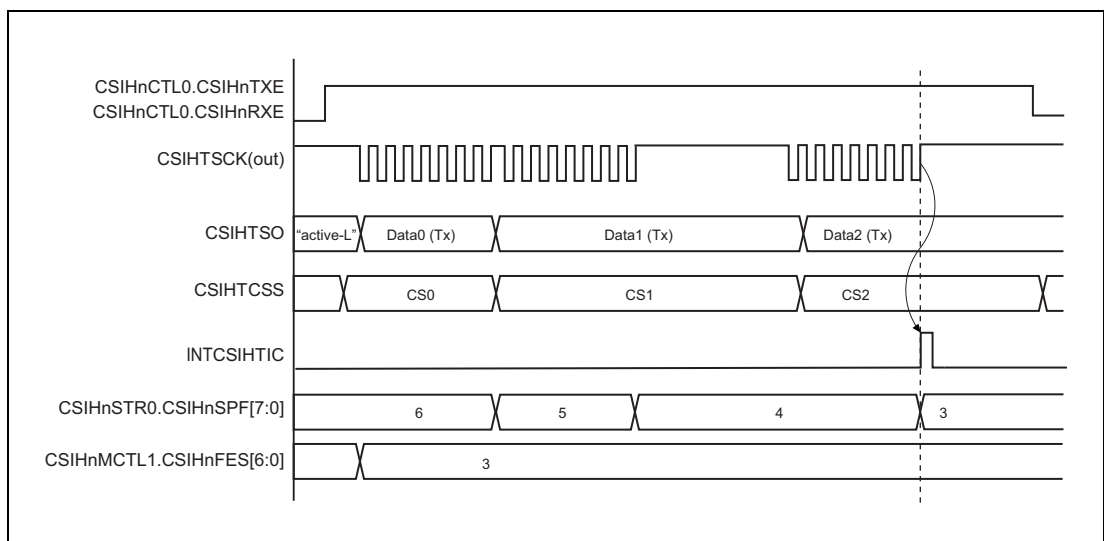 CSIHnCTL0.CSIHnTXE
CSIHnCTL0.CSIHnRXE
CSIHTSCK(out)
CSIHTSO
“active-L”
Data0 (Tx)
Data1 (Tx)
Data2 (Tx)
CSIHTCSS
CS0
CS1
CS2
INTCSIHTIC
CSIHnSTR0.CSIHnSPF[7:0]
6
5
4
3
CSIHnMCTL1.CSIHnFES[6:0]
3